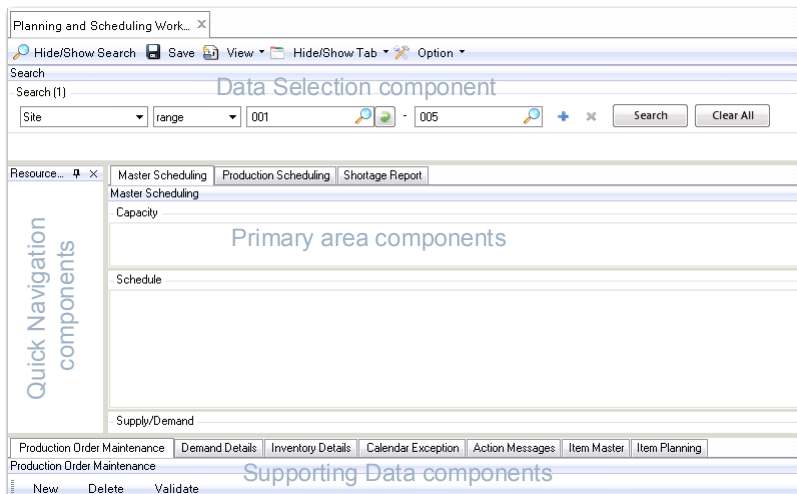 Planning and Scheduling Work... X
Hide/Show Search Save View Hide/Show Tab Option
Search
Data Selection component
Search (1)
Site range 001 - 005 Search Clear All
Resource... Master Scheduling Production Scheduling Shortage Report
Master Scheduling
Capacity
Primary area components
Quick Navigation
components
Schedule
Supply/Demand
Production Order Maintenance Demand Details Inventory Details Calendar Exception Action Messages Item Master Item Planning
Production Order Maintenance
Supporting Data components
New Delete Validate